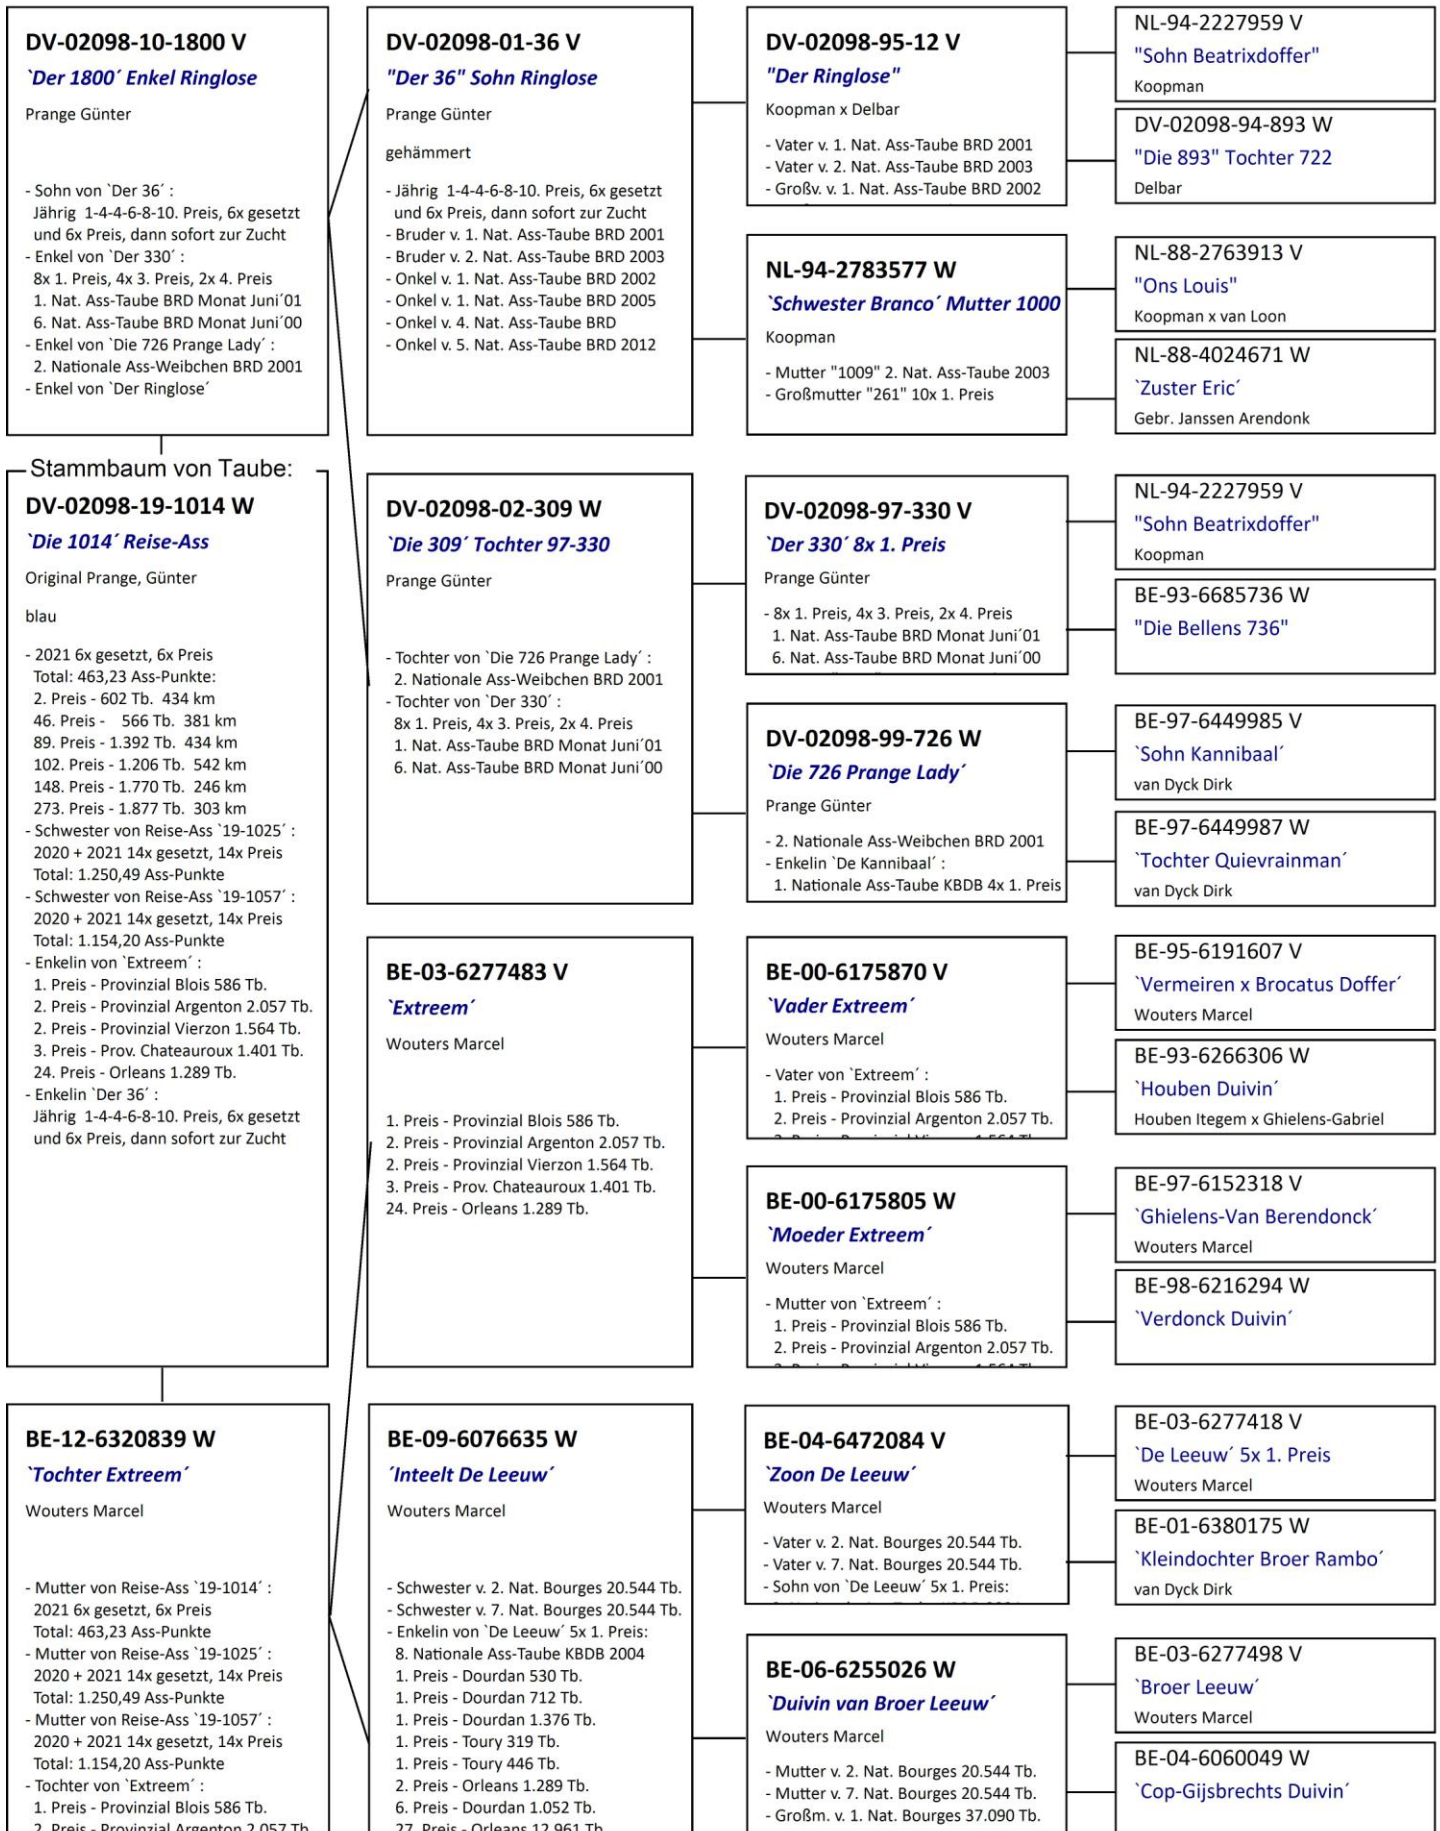 DV-02098-10-1800 V
`Der 1800´ Enkel Ringlose
Prange Günter
- Sohn von `Der 36´ :
Jährig 1-4-4-6-8-10. Preis, 6x gesetzt
und 6x Preis, dann sofort zur Zucht
- Enkel von `Der 330´ :
8x 1. Preis, 4x 3. Preis, 2x 4. Preis
1. Nat. Ass-Taube BRD Monat Juni´01
6. Nat. Ass-Taube BRD Monat Juni´00
- Enkel von `Die 726 Prange Lady´ :
2. Nationale Ass-Weibchen BRD 2001
- Enkel von `Der Ringlose´
Stammbaum von Taube:
DV-02098-19-1014 W
`Die 1014´ Reise-Ass
Original Prange, Günter
blau
- 2021 6x gesetzt, 6x Preis
Total: 463,23 Ass-Punkte:
2. Preis - 602 Tb. 434 km
46. Preis - 566 Tb. 381 km
89. Preis - 1.392 Tb. 434 km
102. Preis - 1.206 Tb. 542 km
148. Preis - 1.770 Tb. 246 km
273. Preis - 1.877 Tb. 303 km
- Schwester von Reise-Ass `19-1025´ :
2020 + 2021 14x gesetzt, 14x Preis
Total: 1.250,49 Ass-Punkte
- Schwester von Reise-Ass `19-1057´ :
2020 + 2021 14x gesetzt, 14x Preis
Total: 1.154,20 Ass-Punkte
- Enkelin von `Extreem´ :
1. Preis - Provinzial Blois 586 Tb.
2. Preis - Provinzial Argenton 2.057 Tb.
2. Preis - Provinzial Vierzon 1.564 Tb.
3. Preis - Prov. Chateauroux 1.401 Tb.
24. Preis - Orleans 1.289 Tb.
- Enkelin `Der 36´ :
Jährig 1-4-4-6-8-10. Preis, 6x gesetzt
und 6x Preis, dann sofort zur Zucht
BE-12-6320839 W
`Tochter Extreem´
Wouters Marcel
- Mutter von Reise-Ass `19-1014´ :
2021 6x gesetzt, 6x Preis
Total: 463,23 Ass-Punkte
- Mutter von Reise-Ass `19-1025´ :
2020 + 2021 14x gesetzt, 14x Preis
Total: 1.250,49 Ass-Punkte
- Mutter von Reise-Ass `19-1057´ :
2020 + 2021 14x gesetzt, 14x Preis
Total: 1.154,20 Ass-Punkte
- Tochter von `Extreem´ :
1. Preis - Provinzial Blois 586 Tb.
2. Preis - Provinzial Argenton 2.057 Tb.
DV-02098-01-36 V
"Der 36" Sohn Ringlose
Prange Günter
gehämmert
- Jährig 1-4-4-6-8-10. Preis, 6x gesetzt
und 6x Preis, dann sofort zur Zucht
- Bruder v. 1. Nat. Ass-Taube BRD 2001
- Bruder v. 2. Nat. Ass-Taube BRD 2003
- Onkel v. 1. Nat. Ass-Taube BRD 2002
- Onkel v. 1. Nat. Ass-Taube BRD 2005
- Onkel v. 4. Nat. Ass-Taube BRD
- Onkel v. 5. Nat. Ass-Taube BRD 2012
DV-02098-02-309 W
`Die 309´ Tochter 97-330
Prange Günter
- Tochter von `Die 726 Prange Lady´ :
2. Nationale Ass-Weibchen BRD 2001
- Tochter von `Der 330´ :
8x 1. Preis, 4x 3. Preis, 2x 4. Preis
1. Nat. Ass-Taube BRD Monat Juni´01
6. Nat. Ass-Taube BRD Monat Juni´00
BE-03-6277483 V
`Extreem´
Wouters Marcel
1. Preis - Provinzial Blois 586 Tb.
2. Preis - Provinzial Argenton 2.057 Tb.
2. Preis - Provinzial Vierzon 1.564 Tb.
3. Preis - Prov. Chateauroux 1.401 Tb.
24. Preis - Orleans 1.289 Tb.
BE-09-6076635 W
´Inteelt De Leeuw´
Wouters Marcel
- Schwester v. 2. Nat. Bourges 20.544 Tb.
- Schwester v. 7. Nat. Bourges 20.544 Tb.
- Enkelin von `De Leeuw´ 5x 1. Preis:
8. Nationale Ass-Taube KBDB 2004
1. Preis - Dourdan 530 Tb.
1. Preis - Dourdan 712 Tb.
1. Preis - Dourdan 1.376 Tb.
1. Preis - Toury 319 Tb.
1. Preis - Toury 446 Tb.
2. Preis - Orleans 1.289 Tb.
6. Preis - Dourdan 1.052 Tb.
27. Preis - Orleans 12.961 Tb.
DV-02098-95-12 V
"Der Ringlose"
Koopman x Delbar
- Vater v. 1. Nat. Ass-Taube BRD 2001
- Vater v. 2. Nat. Ass-Taube BRD 2003
- Großv. v. 1. Nat. Ass-Taube BRD 2002
NL-94-2783577 W
`Schwester Branco´ Mutter 1000
Koopman
- Mutter "1009" 2. Nat. Ass-Taube 2003
- Großmutter "261" 10x 1. Preis
DV-02098-97-330 V
`Der 330´ 8x 1. Preis
Prange Günter
- 8x 1. Preis, 4x 3. Preis, 2x 4. Preis
1. Nat. Ass-Taube BRD Monat Juni´01
6. Nat. Ass-Taube BRD Monat Juni´00
DV-02098-99-726 W
`Die 726 Prange Lady´
Prange Günter
- 2. Nationale Ass-Weibchen BRD 2001
- Enkelin `De Kannibaal´ :
1. Nationale Ass-Taube KBDB 4x 1. Preis
BE-00-6175870 V
`Vader Extreem´
Wouters Marcel
- Vater von `Extreem´ :
1. Preis - Provinzial Blois 586 Tb.
2. Preis - Provinzial Argenton 2.057 Tb.
BE-00-6175805 W
`Moeder Extreem´
Wouters Marcel
- Mutter von `Extreem´ :
1. Preis - Provinzial Blois 586 Tb.
2. Preis - Provinzial Argenton 2.057 Tb.
BE-04-6472084 V
`Zoon De Leeuw´
Wouters Marcel
- Vater v. 2. Nat. Bourges 20.544 Tb.
- Vater v. 7. Nat. Bourges 20.544 Tb.
- Sohn von `De Leeuw´ 5x 1. Preis:
BE-06-6255026 W
`Duivin van Broer Leeuw´
Wouters Marcel
- Mutter v. 2. Nat. Bourges 20.544 Tb.
- Mutter v. 7. Nat. Bourges 20.544 Tb.
- Großm. v. 1. Nat. Bourges 37.090 Tb.
NL-94-2227959 V
"Sohn Beatrixdoffer"
Koopman
DV-02098-94-893 W
"Die 893" Tochter 722
Delbar
NL-88-2763913 V
"Ons Louis"
Koopman x van Loon
NL-88-4024671 W
`Zuster Eric´
Gebr. Janssen Arendonk
NL-94-2227959 V
"Sohn Beatrixdoffer"
Koopman
BE-93-6685736 W
"Die Bellens 736"
BE-97-6449985 V
`Sohn Kannibaal´
van Dyck Dirk
BE-97-6449987 W
`Tochter Quievrainman´
van Dyck Dirk
BE-95-6191607 V
`Vermeiren x Brocatus Doffer´
Wouters Marcel
BE-93-6266306 W
`Houben Duivin´
Houben Itegem x Ghielens-Gabriel
BE-97-6152318 V
`Ghielens-Van Berendonck´
Wouters Marcel
BE-98-6216294 W
`Verdonck Duivin´
BE-03-6277418 V
`De Leeuw´ 5x 1. Preis
Wouters Marcel
BE-01-6380175 W
`Kleindochter Broer Rambo´
van Dyck Dirk
BE-03-6277498 V
`Broer Leeuw´
Wouters Marcel
BE-04-6060049 W
`Cop-Gijsbrechts Duivin´